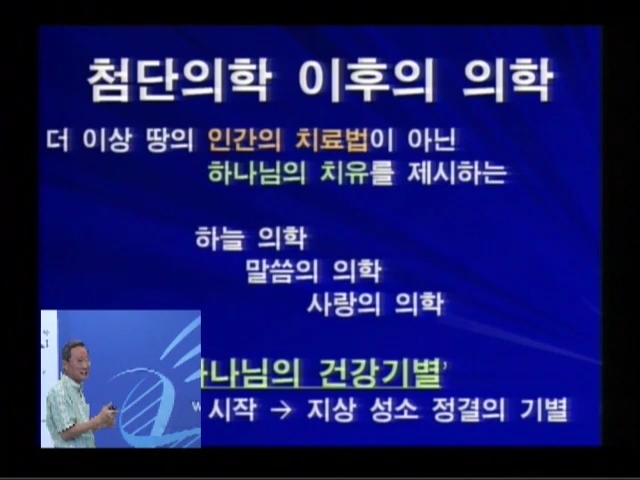 첨단의학 이후의 의학
더 이상 땅의 인간의 치료법이 아닌
하나님의 치유를 제시하는
하늘 의학
말씀의 의학
사랑의 의학
하나님의 건강기별’
시작 → 지상 성소 정결의 기별